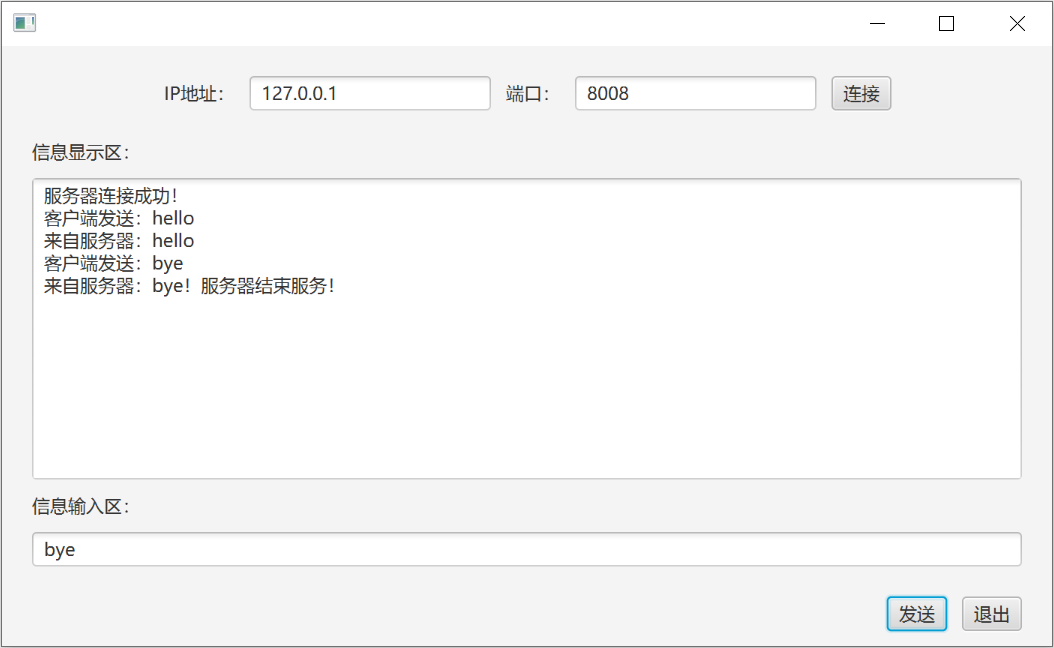 IP地址： 127.0.0.1 端口： 8008 连接
信息显示区：
服务器连接成功！
客户端发送：hello
来自服务器：hello
客户端发送：bye
来自服务器：bye！服务器结束服务！
信息输入区：
bye
发送 退出